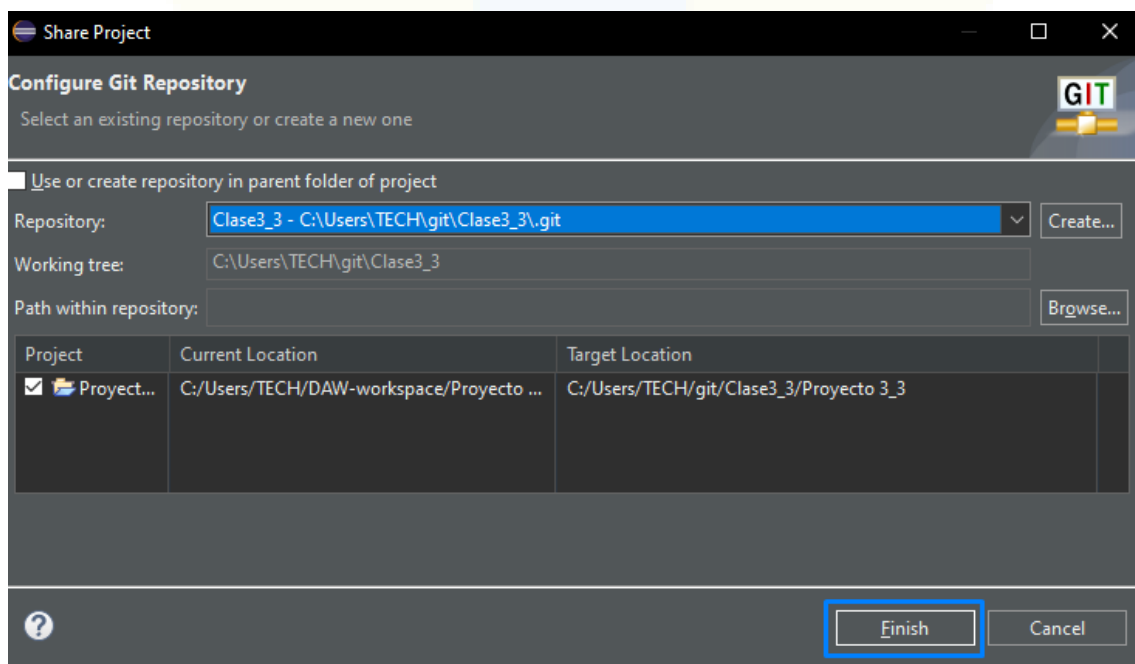 Share Project
Configure Git Repository
Select an existing repository or create a new one
GIT
Use or create repository in parent folder of project
Repository: Clase3_3 - C:\Users\TECH\git\Clase3_3\.git Create...
Working tree: C:\Users\TECH\git\Clase3_3
Path within repository: Browse...
Project Current Location Target Location
Proyect... C:/Users/TECH/DAW-workspace/Proyecto ... C:/Users/TECH/git/Clase3_3/Proyecto 3_3
? Finish Cancel